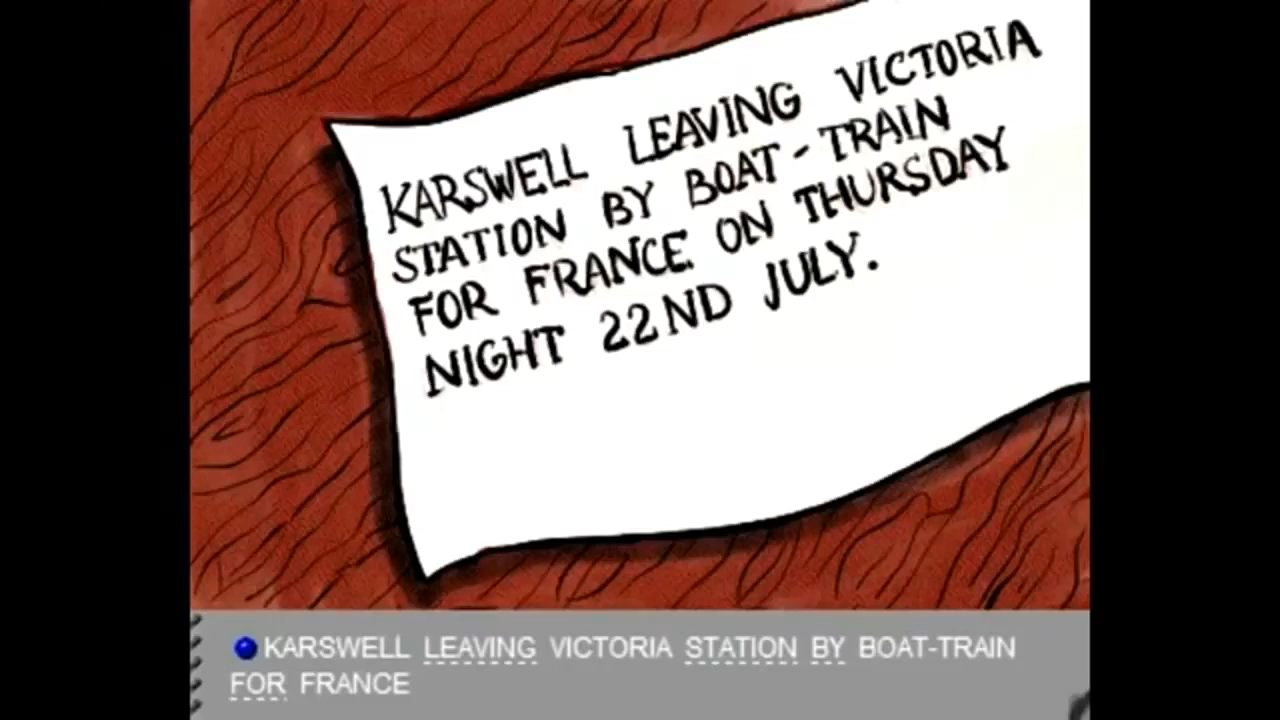 KARSWELL LEAVING VICTORIA
STATION BY BOAT-TRAIN
FOR FRANCE ON THURSDAY
NIGHT 22ND JULY.
KARSWELL LEAVING VICTORIA STATION BY BOAT-TRAIN
FOR FRANCE